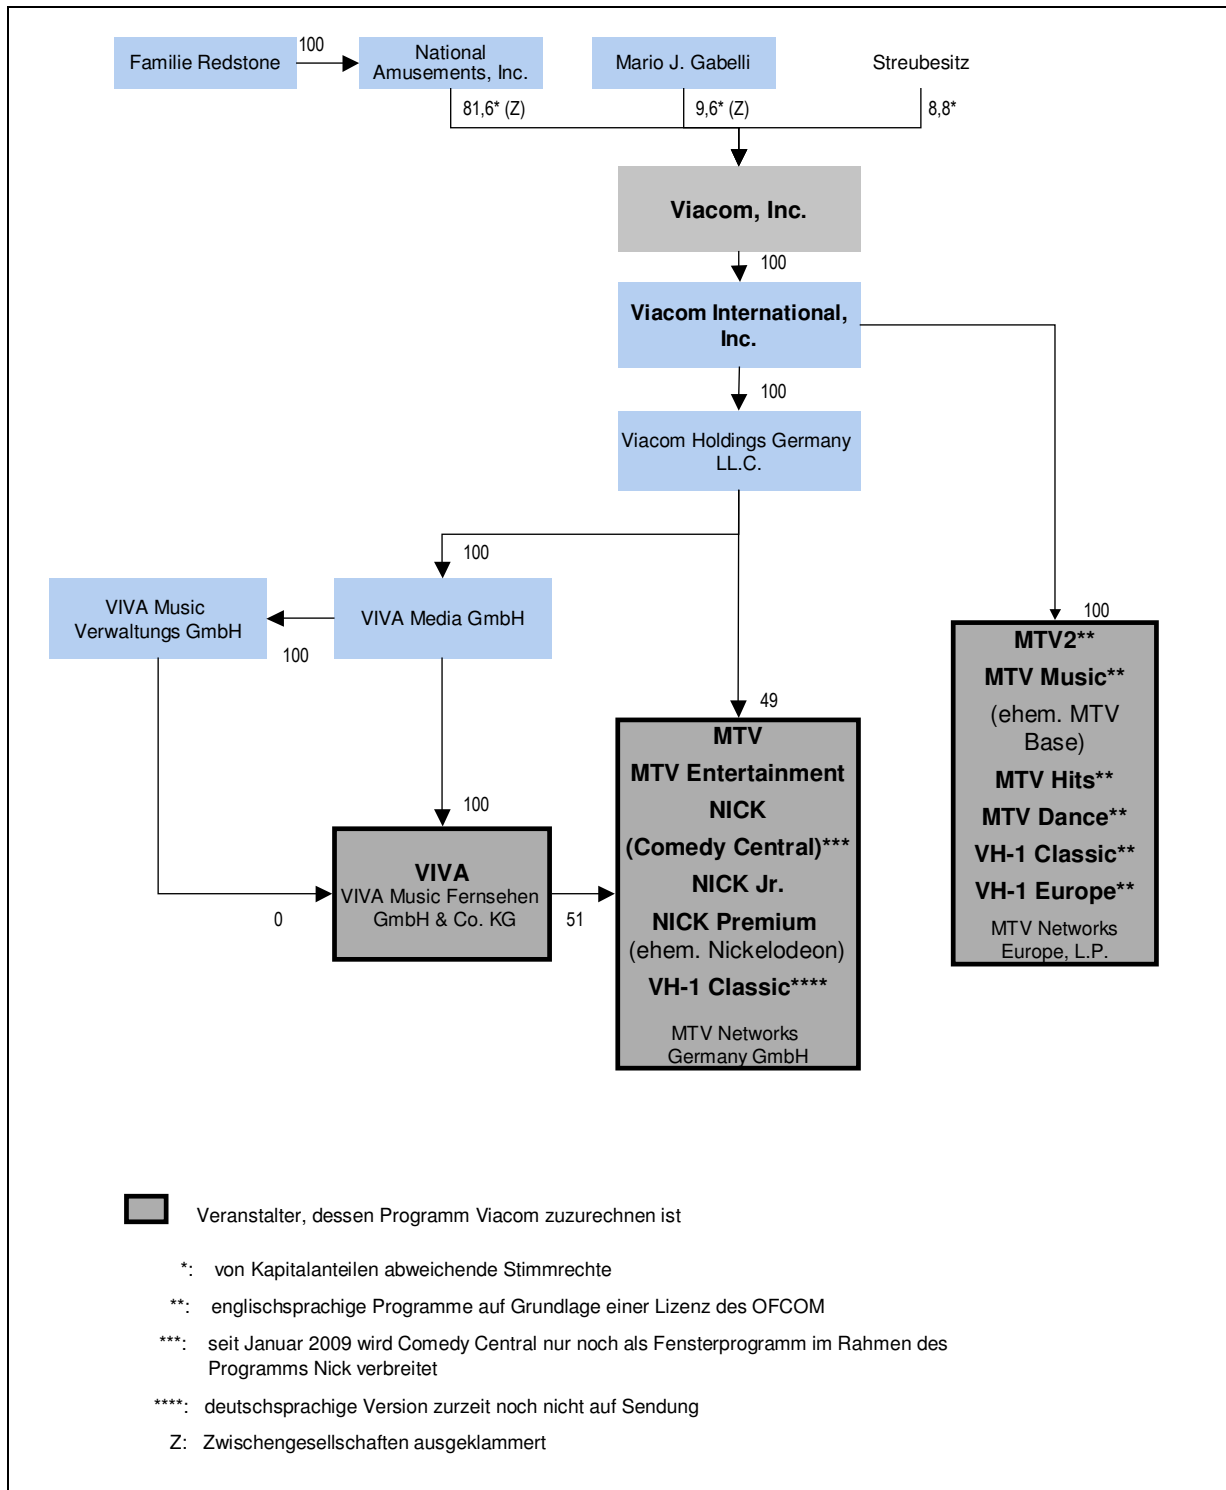 Familie Redstone
100
National
Amusements, Inc.
Mario J. Gabelli
Streubesitz
81,6* (Z)
9,6* (Z)
8,8*
Viacom, Inc.
100
Viacom International,
Inc.
100
Viacom Holdings Germany
LL.C.
100
VIVA Music
Verwaltungs GmbH
100
VIVA Media GmbH
100
49
100
VIVA
VIVA Music Fernsehen
GmbH & Co. KG
0
51
MTV
MTV Entertainment
NICK
(Comedy Central)***
NICK Jr.
NICK Premium
(ehem. Nickelodeon)
VH-1 Classic****
MTV Networks
Germany GmbH
MTV2**
MTV Music**
(ehem. MTV
Base)
MTV Hits**
MTV Dance**
VH-1 Classic**
VH-1 Europe**
MTV Networks
Europe, L.P.
Veranstalter, dessen Programm Viacom zuzurechnen ist
*: von Kapitalanteilen abweichende Stimmrechte
**: englischsprachige Programme auf Grundlage einer Lizenz des OFCOM
***: seit Januar 2009 wird Comedy Central nur noch als Fensterprogramm im Rahmen des
Programms Nick verbreitet
****: deutschsprachige Version zurzeit noch nicht auf Sendung
Z: Zwischengesellschaften ausgeklammert